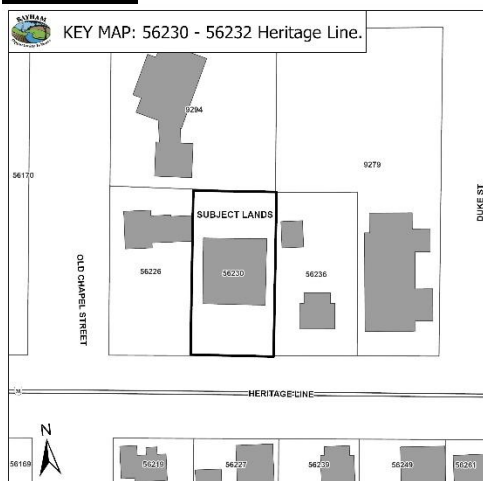 BAYHAM
KEY MAP: 56230 - 56232 Heritage Line.
9294
56170
9279
DUKE ST
SUBJECT LANDS
56226
56230
56236
OLD CHAPEL STREET
HERITAGE LINE
N
56169
56219
56227
56239
56249
56261